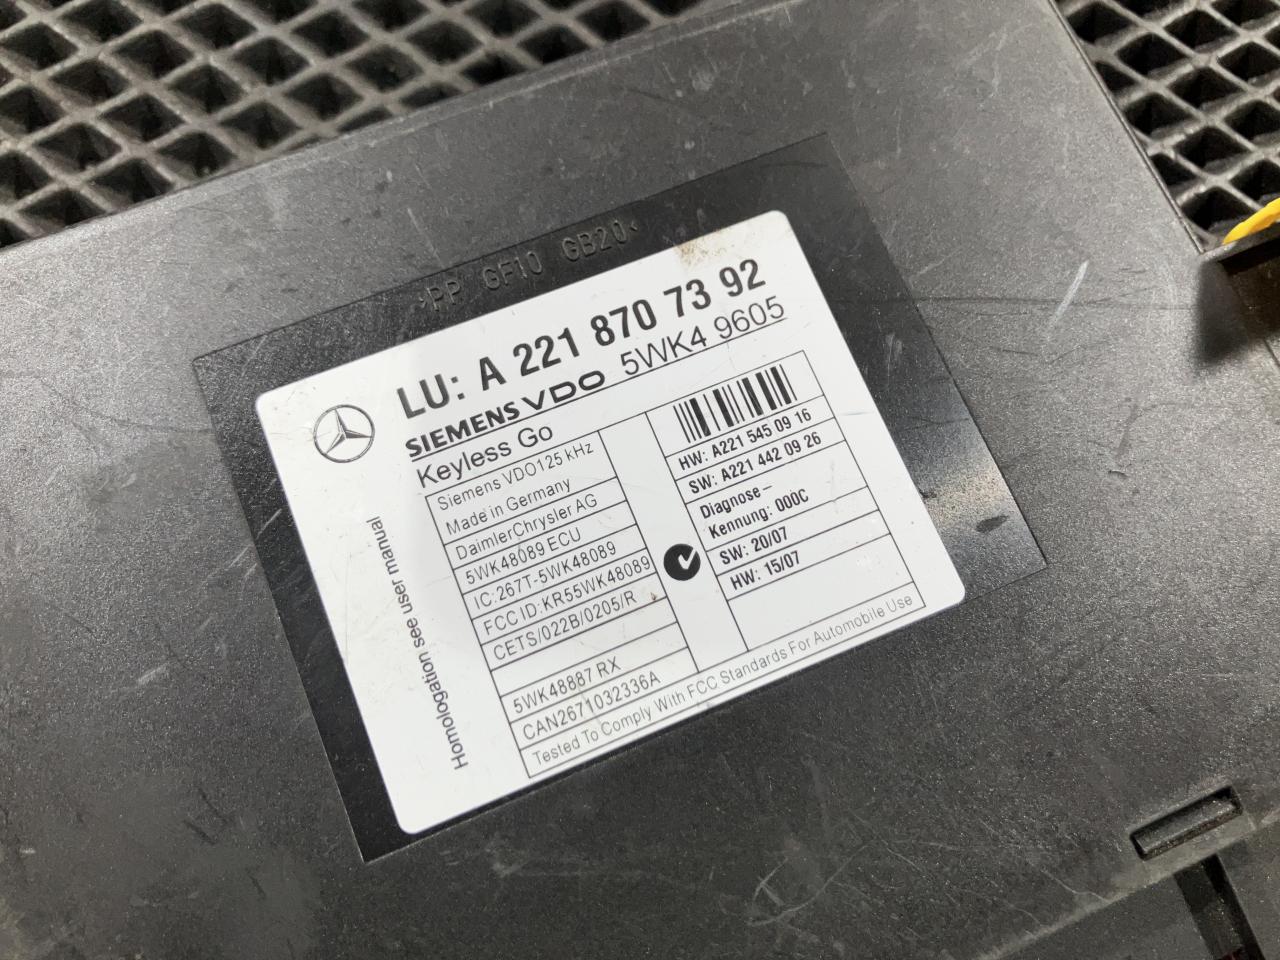 >PP GF10 GB20<
LU: A 221 870 73 92
SIEMENS VDO 5WK4 9605
Keyless Go
Siemens VDO125 kHz
Made in Germany
DaimlerChrysler AG
5WK48089 ECU
IC:267T-5WK48089
FCC ID:KR55WK48089
CETS/022B/0205/R
5WK48887 RX
CAN2671032336A
Tested To Comply With FCC Standards For Automobile Use
HW: A221 545 09 16
SW: A221 442 09 26
Diagnose–
Kennung: 000C
SW: 20/07
HW: 15/07
Homologation see user manual